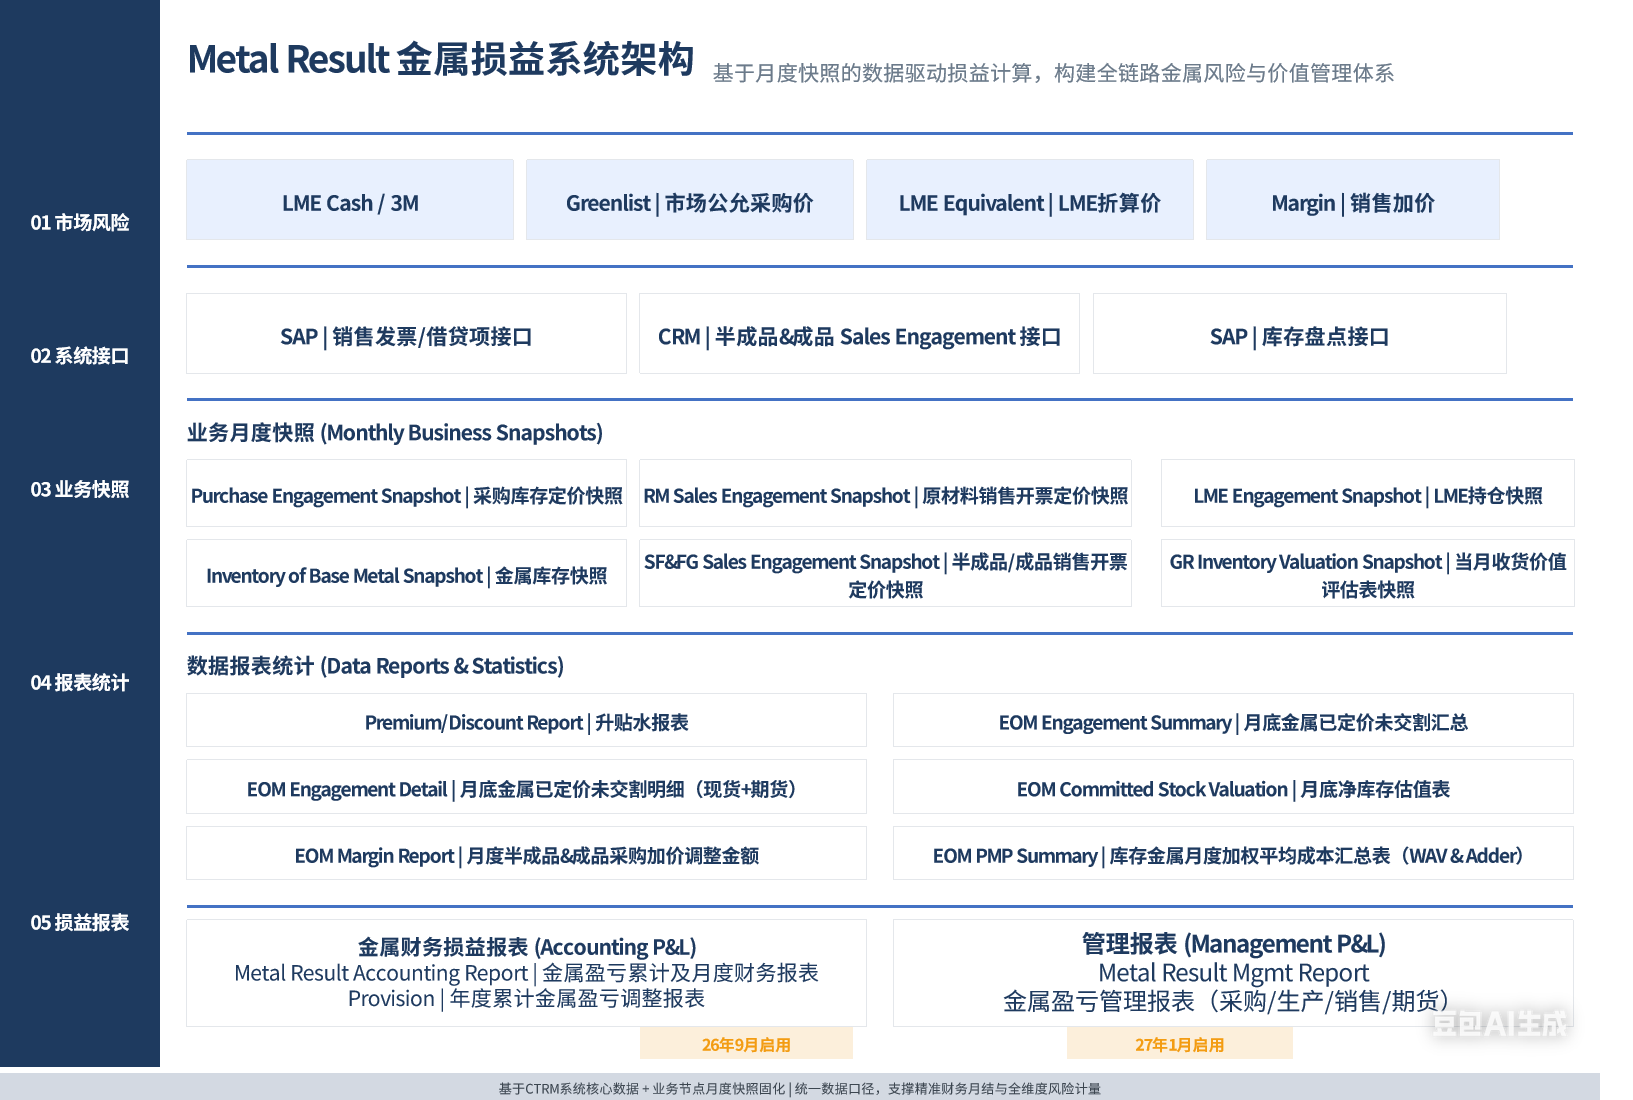 Metal Result 金属损益系统架构
基于月度快照的数据驱动损益计算，构建全链路金属风险与价值管理体系
01 市场风险
LME Cash / 3M
Greenlist | 市场公允采购价
LME Equivalent | LME折算价
Margin | 销售加价
02 系统接口
SAP | 销售发票/借贷项接口
CRM | 半成品&成品 Sales Engagement 接口
SAP | 库存盘点接口
03 业务快照
业务月度快照 (Monthly Business Snapshots)
Purchase Engagement Snapshot | 采购库存定价快照
RM Sales Engagement Snapshot | 原材料销售开票定价快照
LME Engagement Snapshot | LME持仓快照
Inventory of Base Metal Snapshot | 金属库存快照
SF&FG Sales Engagement Snapshot | 半成品/成品销售开票
定价快照
GR Inventory Valuation Snapshot | 当月收货价值
评估表快照
04 报表统计
数据报表统计 (Data Reports & Statistics)
Premium/Discount Report | 升贴水报表
EOM Engagement Summary | 月底金属已定价未交割汇总
EOM Engagement Detail | 月底金属已定价未交割明细（现货+期货）
EOM Committed Stock Valuation | 月底净库存估值表
EOM Margin Report | 月度半成品&成品采购加价调整金额
EOM PMP Summary | 库存金属月度加权平均成本汇总表（WAV & Adder）
05 损益报表
金属财务损益报表 (Accounting P&L)
Metal Result Accounting Report | 金属盈亏累计及月度财务报表
Provision | 年度累计金属盈亏调整报表
管理报表 (Management P&L)
Metal Result Mgmt Report
金属盈亏管理报表（采购/生产/销售/期货）
豆包AI生成
26年9月启用
27年1月启用
基于CTRM系统核心数据 + 业务节点月度快照固化 | 统一数据口径，支撑精准财务月结与全维度风险计量